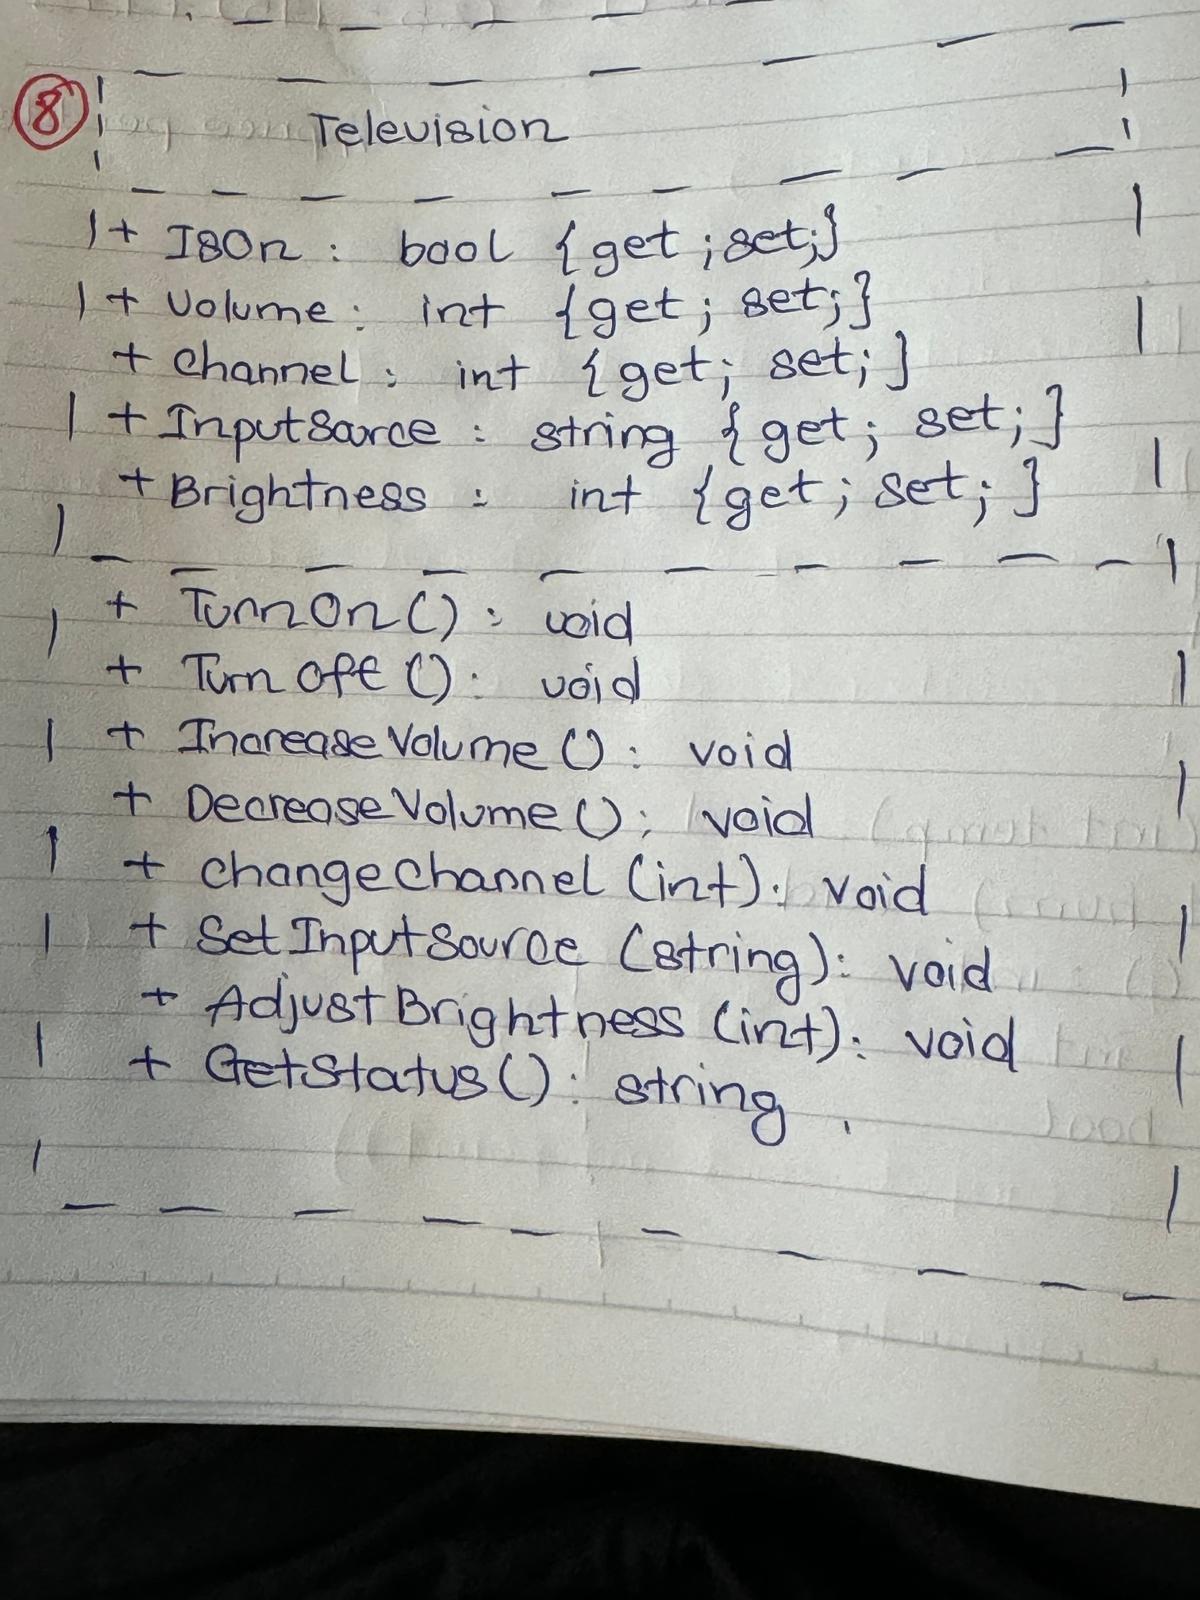 8
Television
+ IsOn : bool {get ; set;}
+ Volume : int {get ; set;}
+ Channel : int {get; set;}
+ InputSource : string {get; set;}
+ Brightness : int {get; set; }
+ TurnOn () : void
+ Turn Off () : void
+ IncreaseVolume () : void
+ DecreaseVolume () : void
+ changechannel (int) : void
+ SetInputSource (string) : void
+ AdjustBrightness (int) : void
+ GetStatus () : string